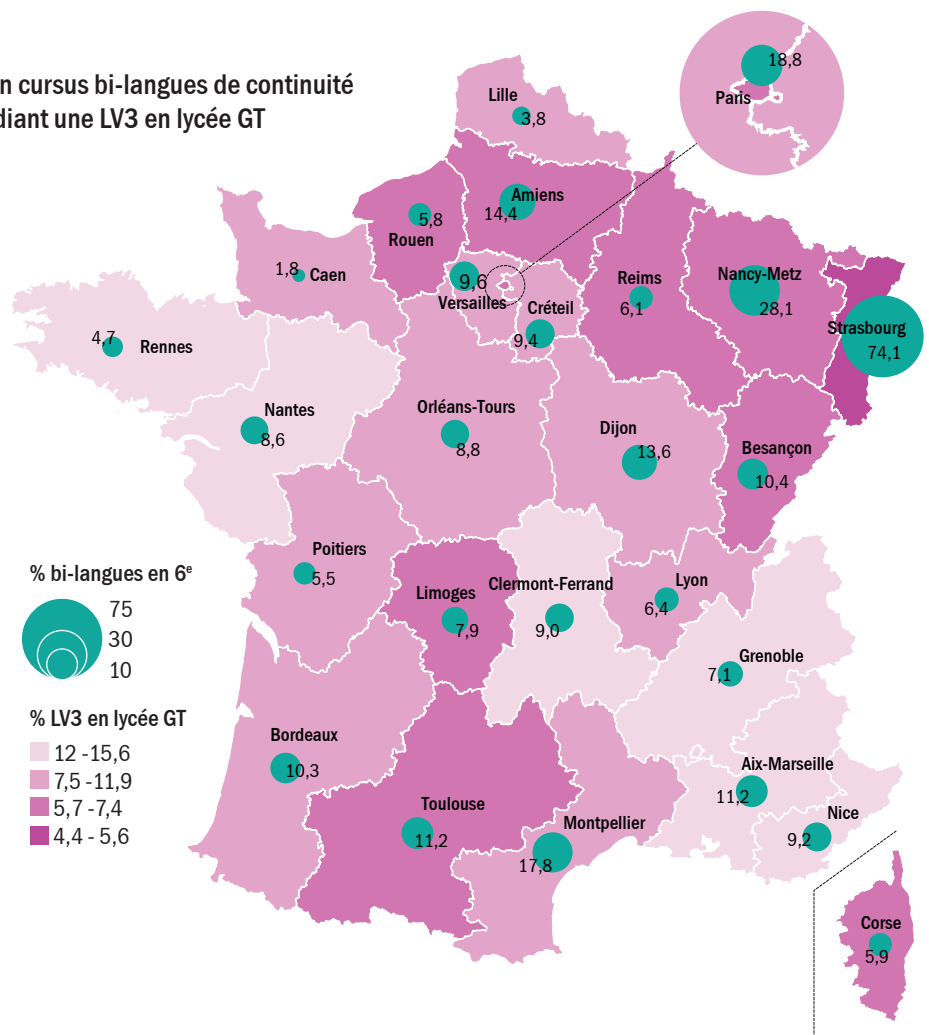 n cursus bi-langues de continuité
diant une LV3 en lycée GT
18,8
Paris
Lille
3,8
Amiens
14,4
5,8
Rouen
1,8
Caen
9,6
Versailles
Créteil
9,4
Reims
6,1
Nancy-Metz
28,1
Strasbourg
74,1
4,7
Rennes
Nantes
8,6
Orléans-Tours
8,8
Dijon
13,6
Besançon
10,4
Poitiers
5,5
Limoges
7,9
Clermont-Ferrand
9,0
Lyon
6,4
Grenoble
7,1
% bi-langues en 6e
75
30
10
% LV3 en lycée GT
12 -15,6
7,5 -11,9
5,7 -7,4
4,4 - 5,6
Bordeaux
10,3
Toulouse
11,2
Montpellier
17,8
Aix-Marseille
11,2
Nice
9,2
Corse
5,9